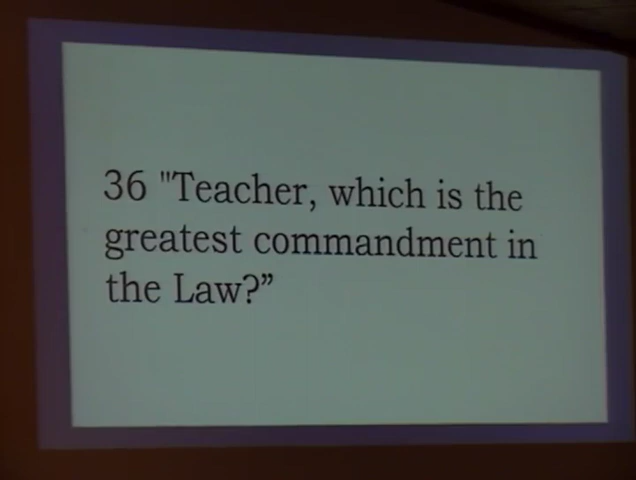 36 "Teacher, which is the
greatest commandment in
the Law?”